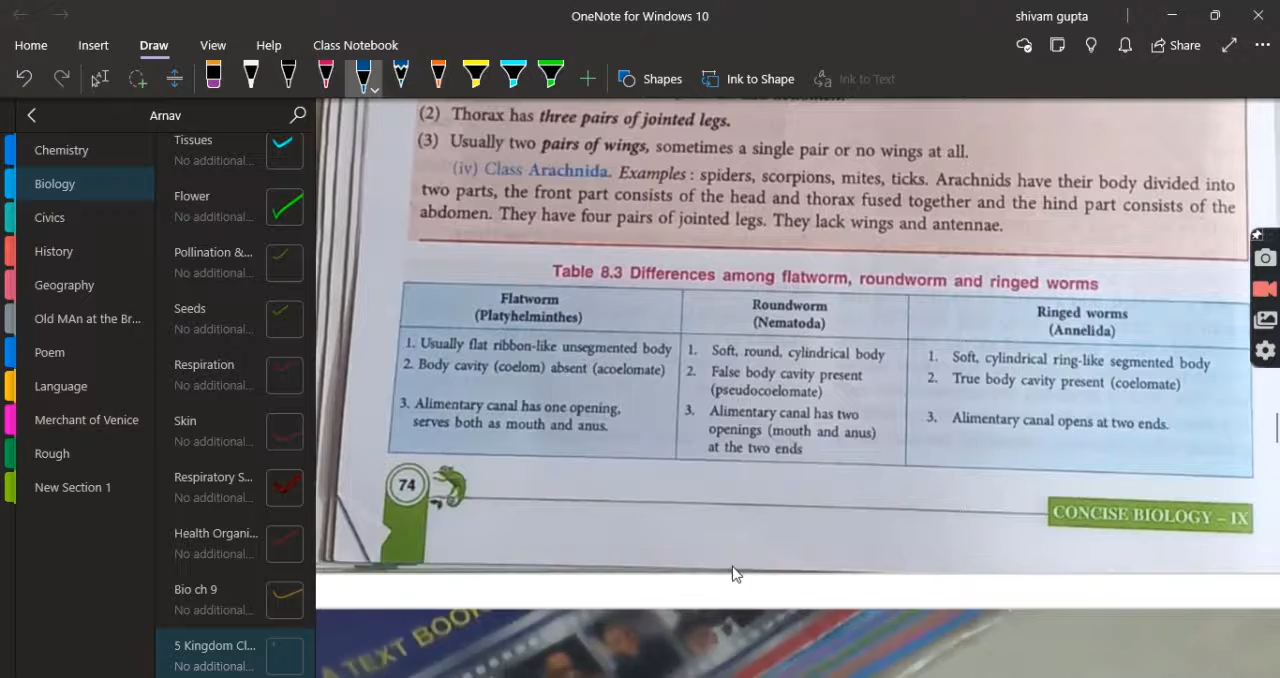 OneNote for Windows 10
shivam gupta
Home Insert Draw View Help Class Notebook
Share
Shapes
Ink to Shape
Ink to Text
Arnav
Chemistry
Biology
Civics
History
Geography
Old MAn at the Br...
Poem
Language
Merchant of Venice
Rough
New Section 1
Tissues
No additional...
Flower
No additional...
Pollination &...
No additional...
Seeds
No additional...
Respiration
No additional...
Skin
No additional...
Respiratory S...
No additional...
Health Organi...
No additional...
Bio ch 9
No additional...
5 Kingdom Cl...
No additional...
(2) Thorax has three pairs of jointed legs.
(3) Usually two pairs of wings, sometimes a single pair or no wings at all.
(iv) Class Arachnida. Examples : spiders, scorpions, mites, ticks. Arachnids have their body divided into
two parts, the front part consists of the head and thorax fused together and the hind part consists of the
abdomen. They have four pairs of jointed legs. They lack wings and antennae.
Table 8.3 Differences among flatworm, roundworm and ringed worms
Flatworm
(Platyhelminthes)
1. Usually flat ribbon-like unsegmented body
2. Body cavity (coelom) absent (acoelomate)
3. Alimentary canal has one opening,
serves both as mouth and anus.
Roundworm
(Nematoda)
1. Soft, round, cylindrical body
2. False body cavity present
(pseudocoelomate)
3. Alimentary canal has two
openings (mouth and anus)
at the two ends
Ringed worms
(Annelida)
1. Soft, cylindrical ring-like segmented body
2. True body cavity present (coelomate)
3. Alimentary canal opens at two ends.
74
CONCISE BIOLOGY – IX
A TEXT BOO